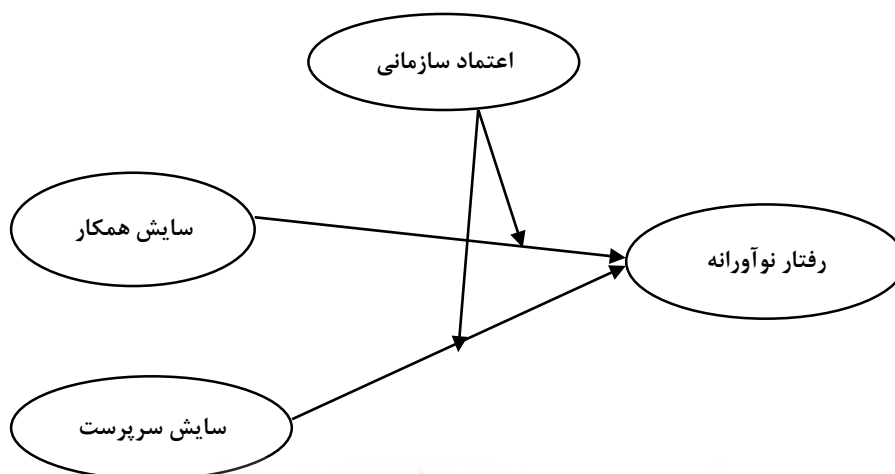 اعتماد سازمانی
سایش همکار
رفتار نوآورانه
سایش سرپرست